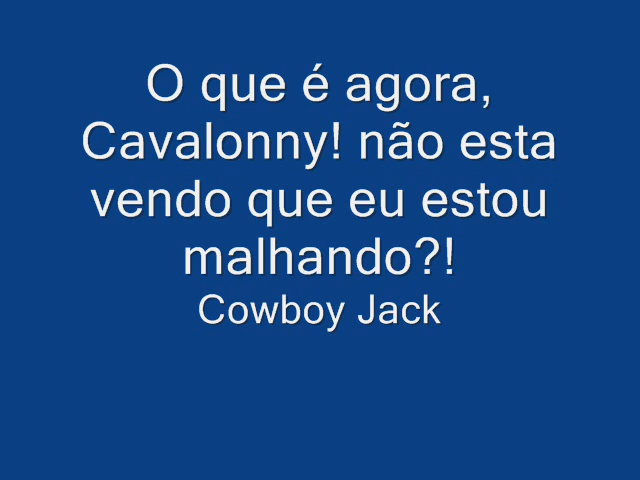 O que é agora,
Cavalonny! não esta
vendo que eu estou
malhando?!
Cowboy Jack